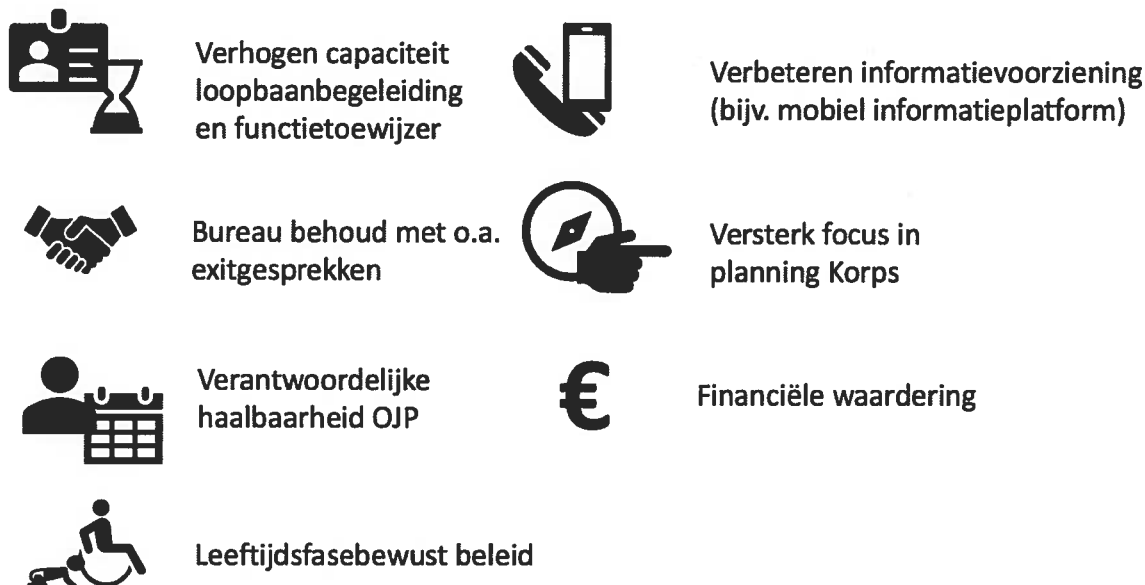 Verhogen capaciteit
loopbaanbegeleiding
en functietoewijzer
Verbeteren informatievoorziening
(bijv. mobiel informatieplatform)
Bureau behoud met o.a.
exitgesprekken
Versterk focus in
planning Korps
Verantwoordelijke
haalbaarheid OJP
€
Financiële waardering
Leeftijdsfasebewust beleid